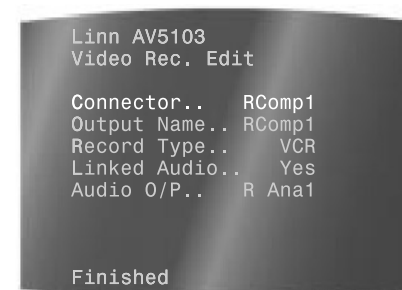 Linn AV5103
Video Rec. Edit
Connector.. RComp1
Output Name.. RComp1
Record Type.. VCR
Linked Audio.. Yes
Audio O/P.. R Ana1
Finished